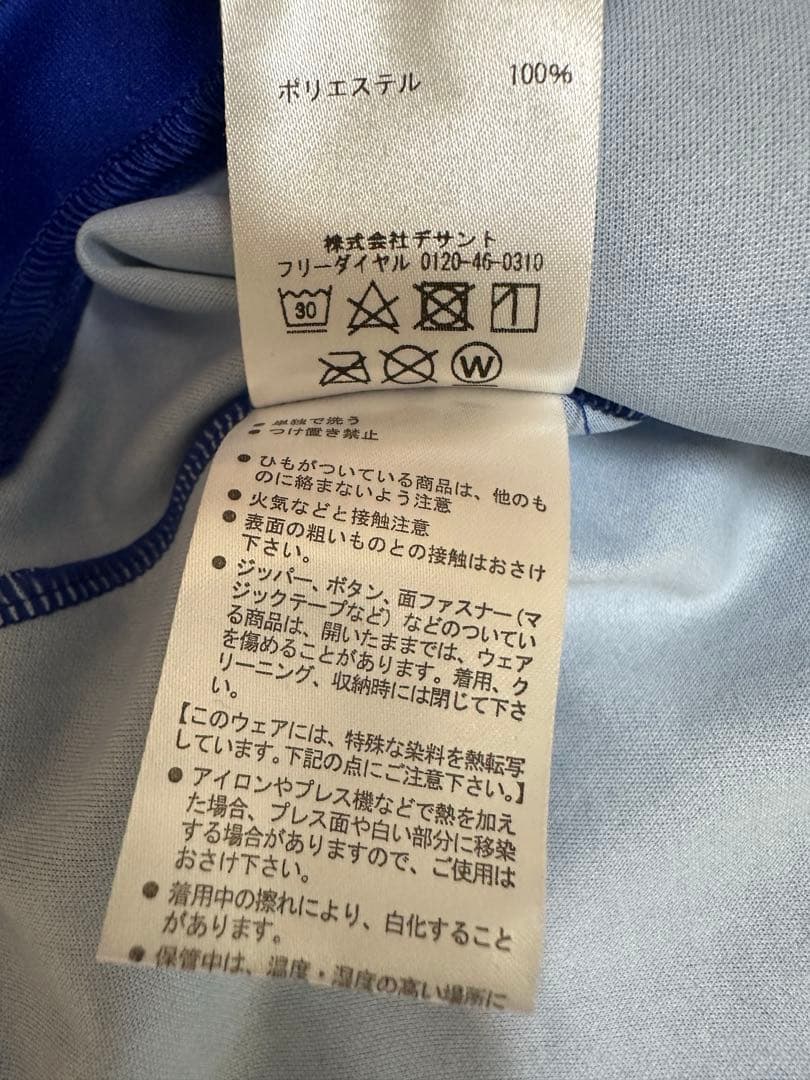 ポリエステル 100%
株式会社デサント
フリーダイヤル 0120-46-0310
30
W
● 単独で洗う
● つけ置き禁止
● ひもがついている商品は、他のも
のに絡まないよう注意
● 火気などと接触注意
● 表面の粗いものとの接触はおさけ
下さい。
● ジッパー、ボタン、面ファスナー(マ
ジックテープなど)などのついてい
る商品は、開いたままでは、ウェア
を傷めることがあります。着用、ク
リーニング、収納時には閉じて下さ
い。
【このウェアには、特殊な染料を熱転写
しています。下記の点にご注意下さい。】
● アイロンやプレス機などで熱を加え
た場合、プレス面や白い部分に移染
する場合がありますので、ご使用は
おさけ下さい。
● 着用中の擦れにより、白化すること
があります。
● 保管中は、温度・湿度の高い場所に